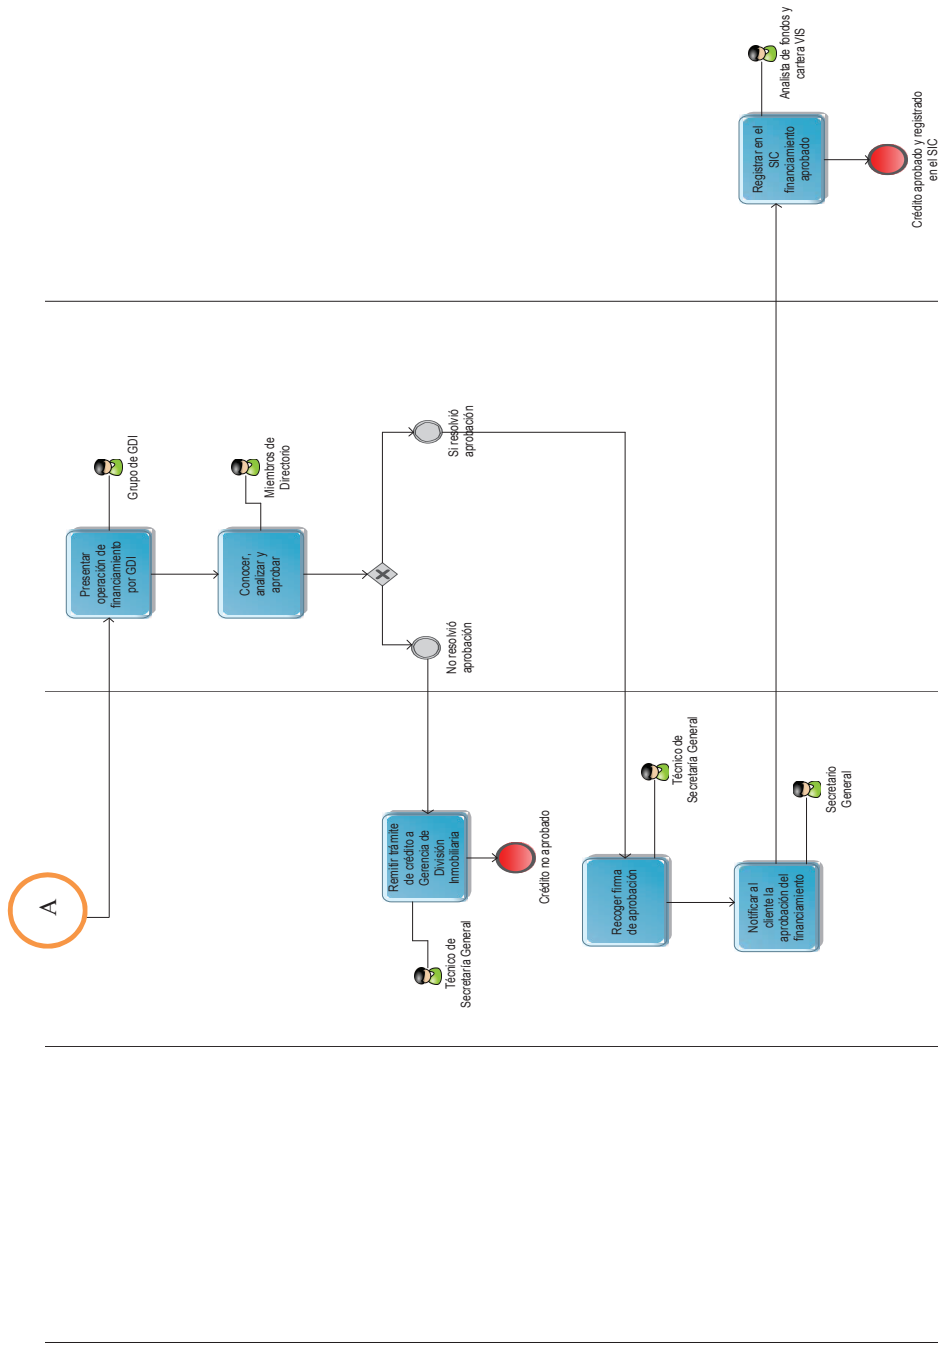 A
Presentar
operación de
financiamiento
por GDI
Grupo de GDI
Conocer,
analizar y
aprobar
Miembros de
Directorio
No resolvió
aprobación
Si resolvió
aprobación
Remitir trámite
de crédito a
Gerencia de
División
Inmobiliaria
Técnico de
Secretaría General
Crédito no aprobado
Recoger firma
de aprobación
Técnico de
Secretaría General
Notificar al
cliente la
aprobación del
financiamiento
Secretario
General
Registrar en el
SIC
financiamiento
aprobado
Analista de fondos y
cartera VIS
Crédito aprobado y registrado
en el SIC